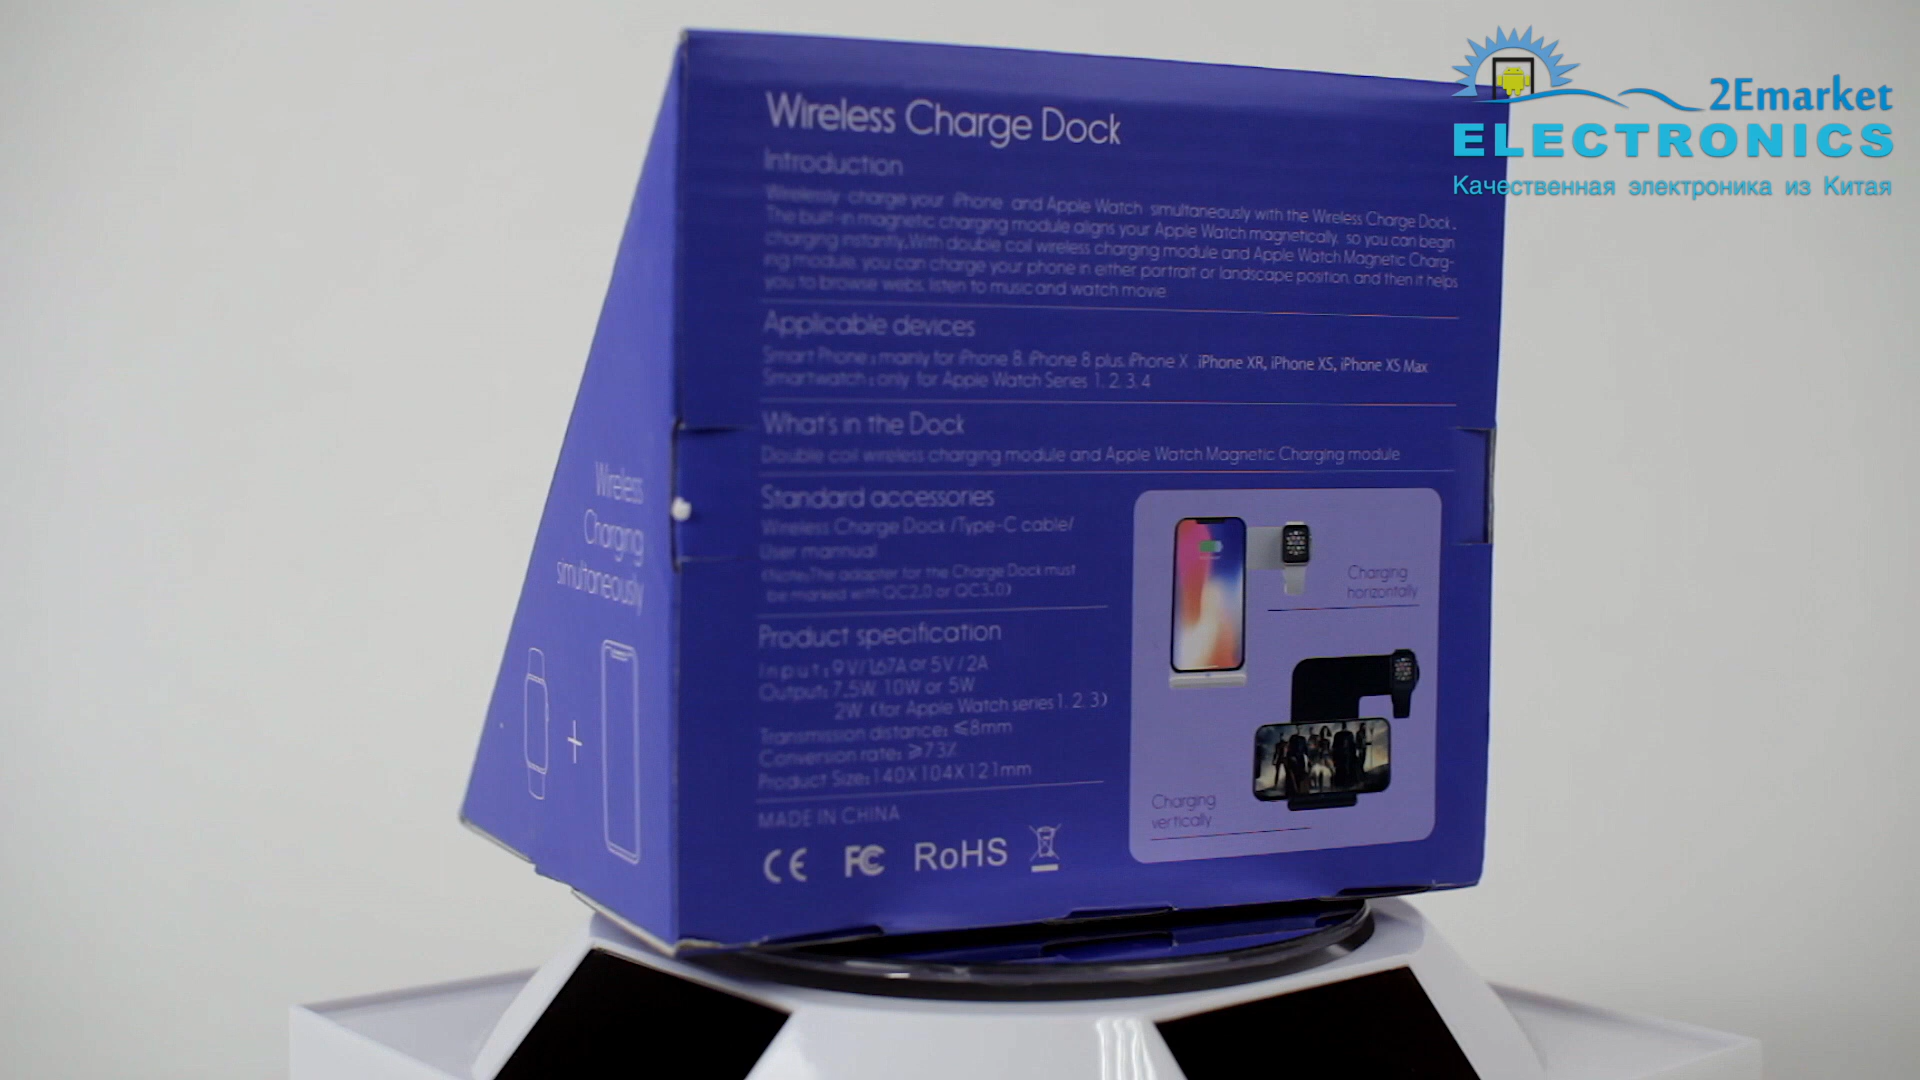 2Emarket
ELECTRONICS
Качественная электроника из Китая
Wireless Charge Dock
Introduction
Wirelessly charge your iPhone and Apple Watch simultaneously with the Wireless Charge Dock.
The built-in magnetic charging module aligns your Apple Watch magnetically, so you can begin
charging instantly. With double coil wireless charging module and Apple Watch Magnetic Charg-
ing module, you can charge your phone in either portrait or landscape position, and then it helps
you to browse webs, listen to music and watch movie.
Applicable devices
Smart Phone: mainly for iPhone 8, iPhone 8 plus, iPhone X, iPhone XR, iPhone XS, iPhone XS Max
Smartwatch: only for Apple Watch Series 1, 2, 3, 4
What's in the Dock
Double coil wireless charging module and Apple Watch Magnetic Charging module
Standard accessories
Wireless Charge Dock /Type-C cable/
User mannual
(Note:The adapter for the Charge Dock must
be marked with QC2.0 or QC3.0)
Product specification
Input: 9V/1.67A or 5V/2A
Output: 7.5W, 10W or 5W
2W (for Apple Watch series 1, 2, 3)
Transmission distance: ≤8mm
Conversion rate: ≥73%
Product Size: 140X104X121mm
MADE IN CHINA
CE FC RoHS
Charging
horizontally
Charging
vertically
Wireless
Charging
simultaneously